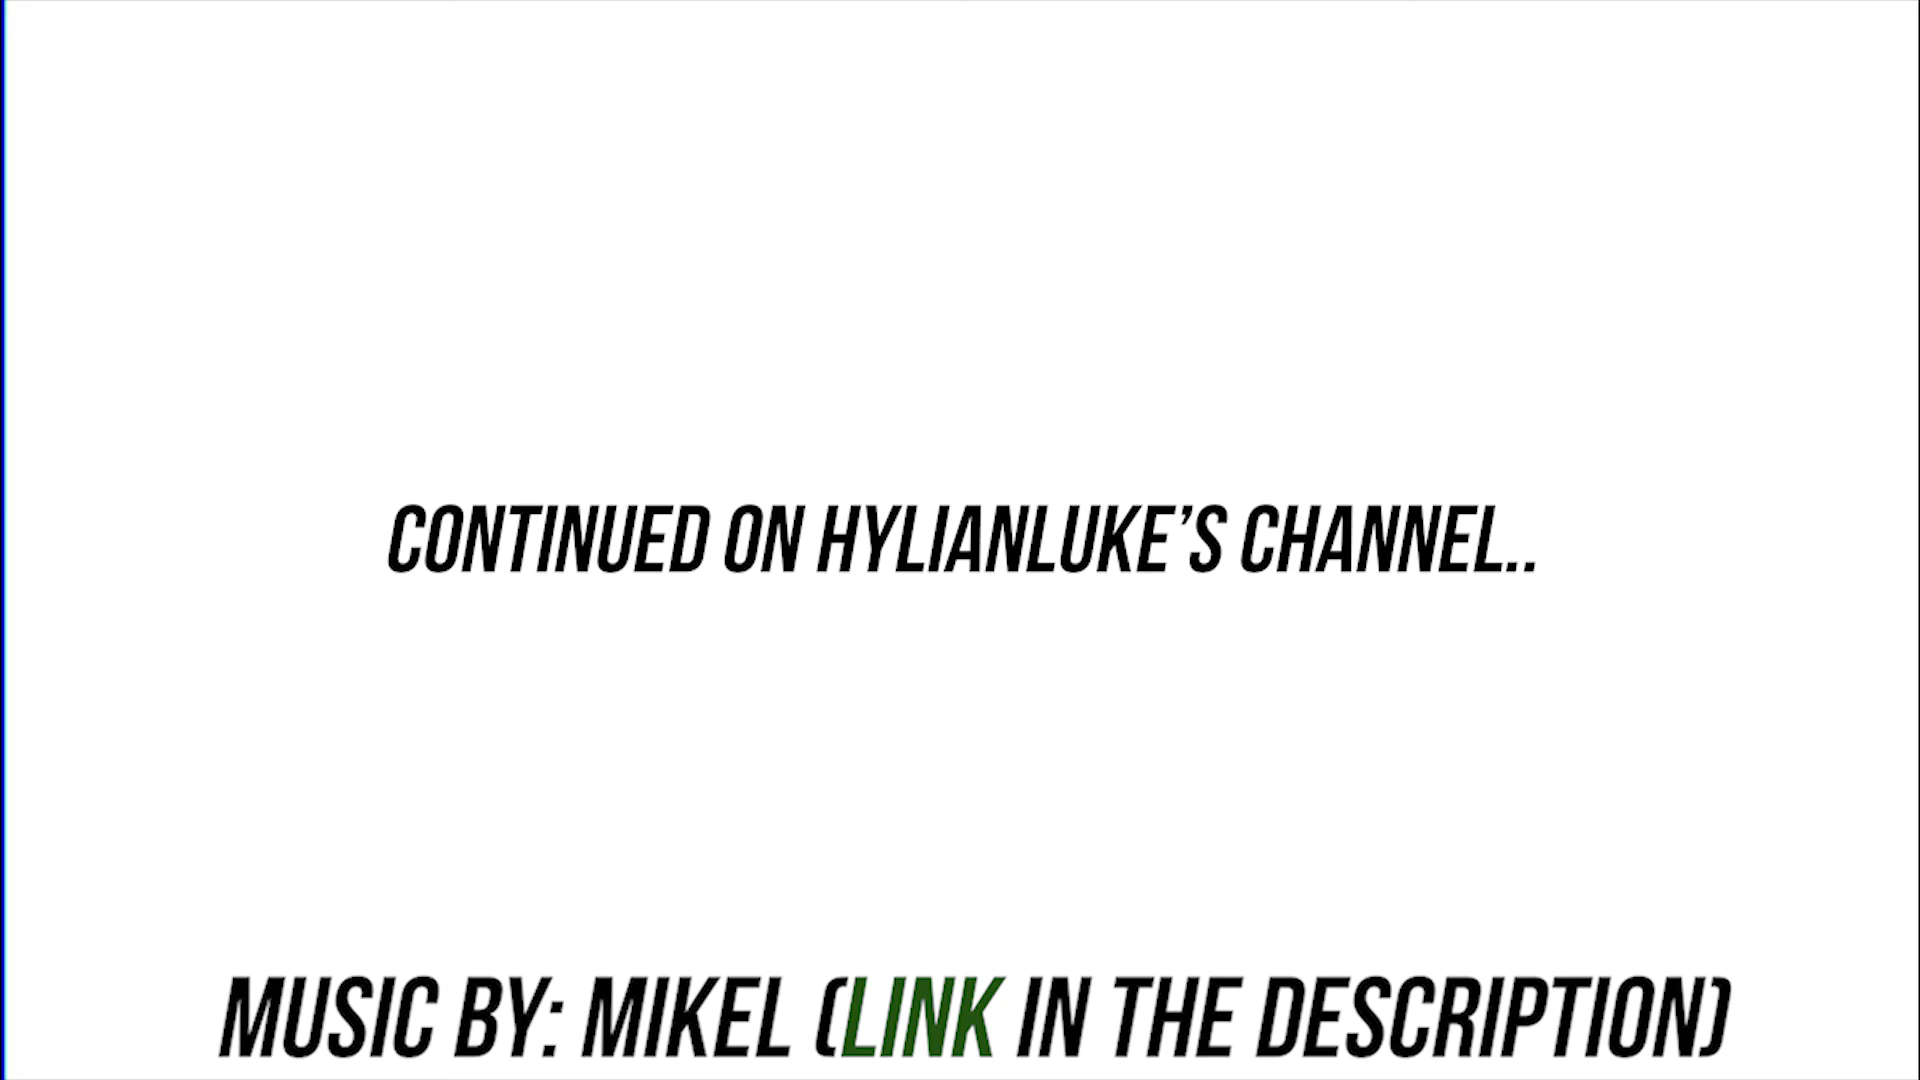 CONTINUED ON HYLIANLUKE’S CHANNEL..
MUSIC BY: MIKEL (LINK IN THE DESCRIPTION)